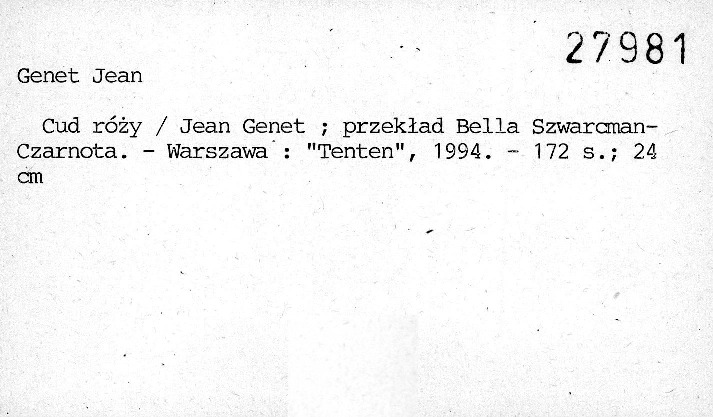 27981
Genet Jean
Cud róży / Jean Genet ; przekład Bella Szwarcman-
Czarnota. - Warszawa : "Tenten", 1994. - 172 s.; 24
cm